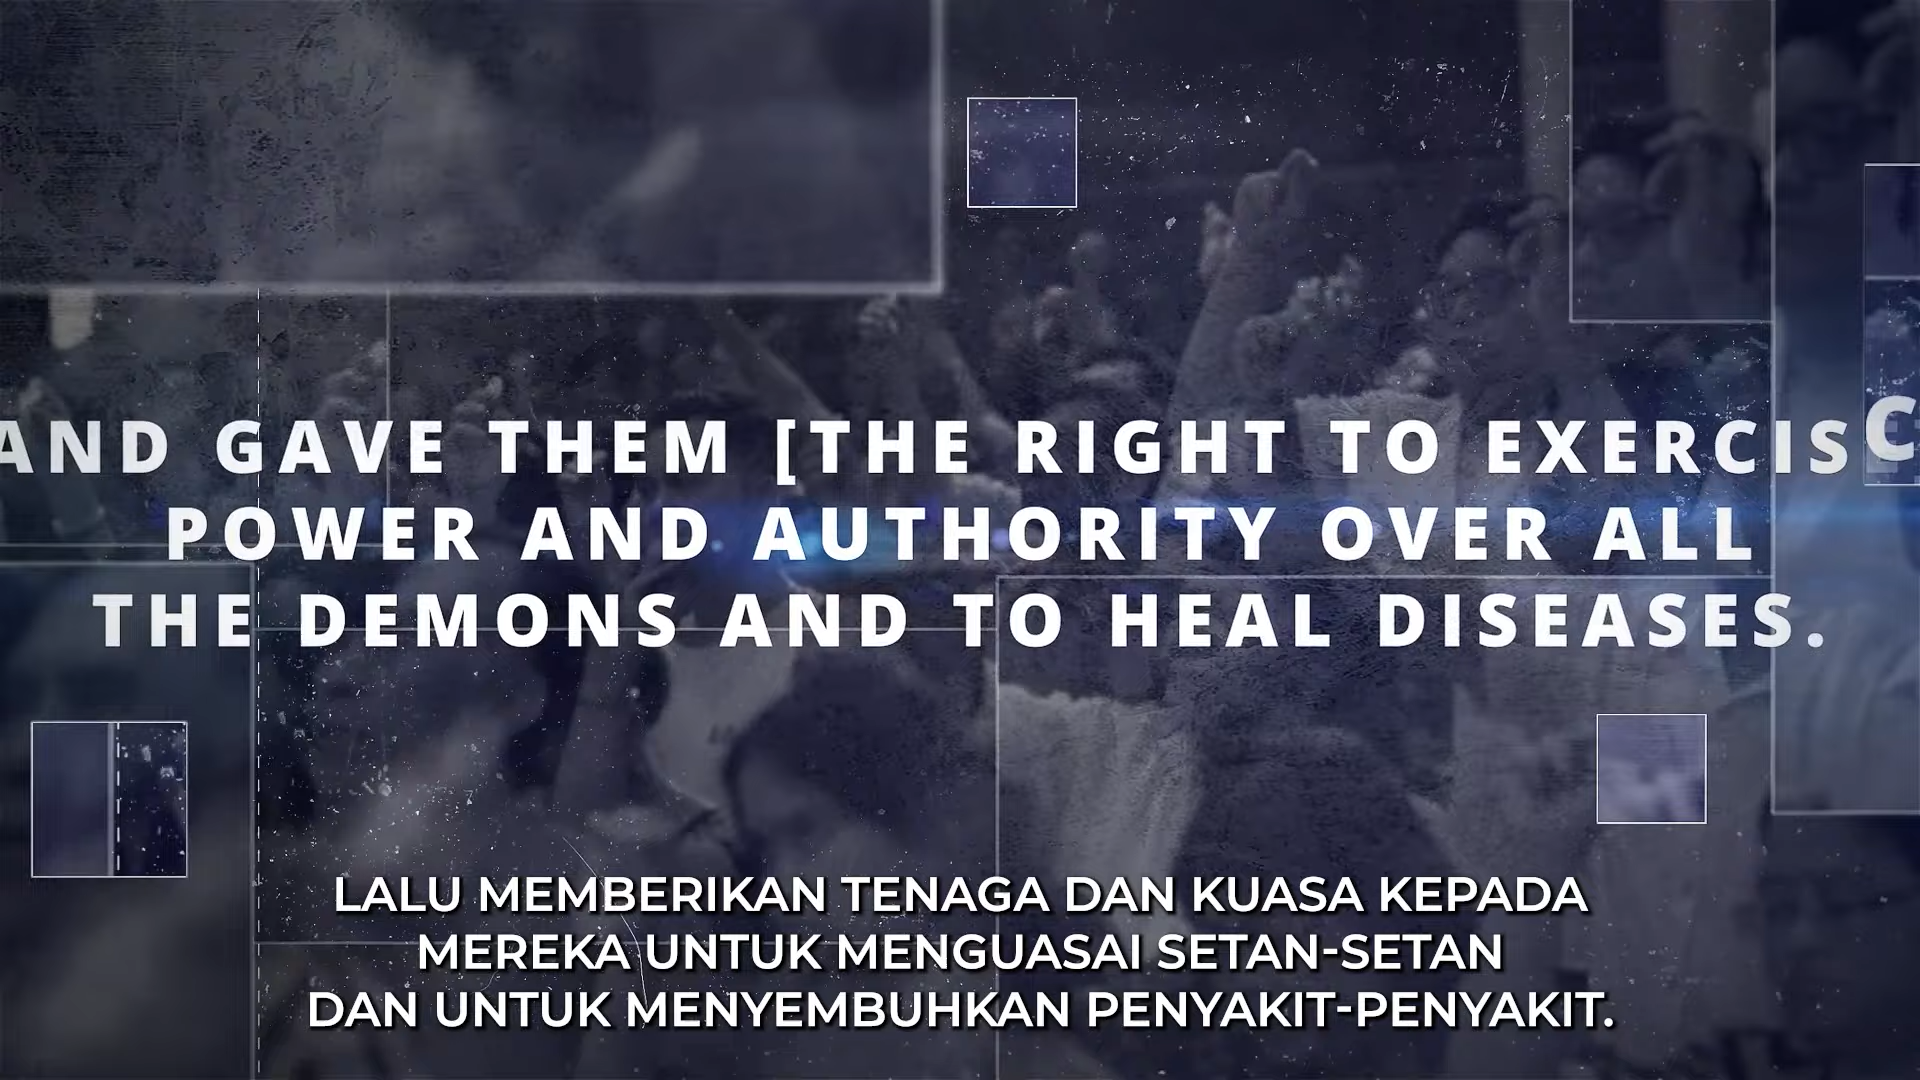 AND GAVE THEM [THE RIGHT TO EXERCIS
POWER AND AUTHORITY OVER ALL
THE DEMONS AND TO HEAL DISEASES.
LALU MEMBERIKAN TENAGA DAN KUASA KEPADA
MEREKA UNTUK MENGUASAI SETAN-SETAN
DAN UNTUK MENYEMBUHKAN PENYAKIT-PENYAKIT.